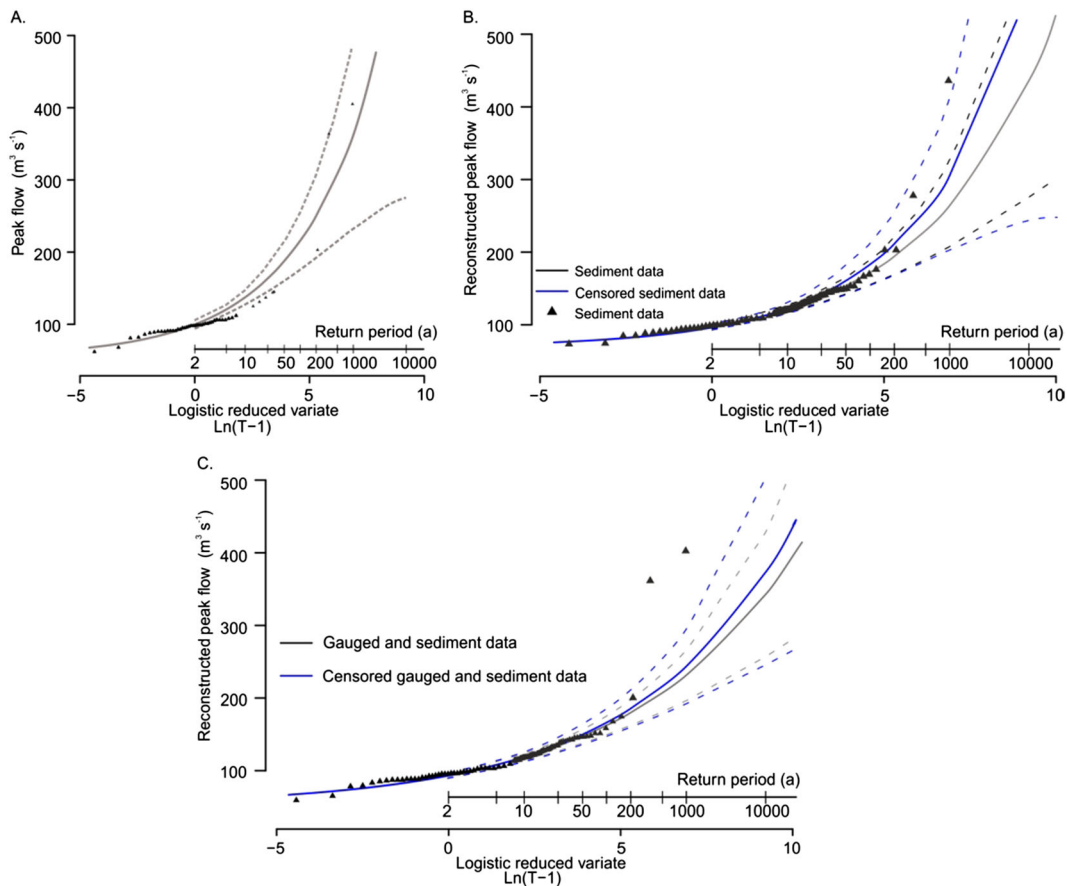 A.
500
400
300
200
100
Peak flow (m³ s⁻¹)
Return period (a)
2 10 50 200 1000 10000
−5 0 5 10
Logistic reduced variate
Ln(T−1)
B.
500
400
300
200
100
Reconstructed peak flow (m³ s⁻¹)
Sediment data
Censored sediment data
Sediment data
Return period (a)
2 10 50 200 1000 10000
−5 0 5 10
Logistic reduced variate
Ln(T−1)
C.
500
400
300
200
100
Reconstructed peak flow (m³ s⁻¹)
Gauged and sediment data
Censored gauged and sediment data
Return period (a)
2 10 50 200 1000 10000
−5 0 5 10
Logistic reduced variate
Ln(T−1)